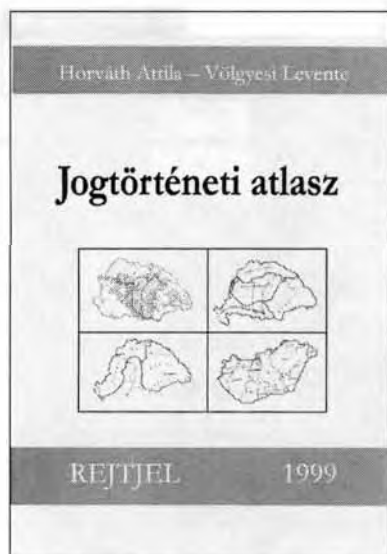 Horváth Attila – Völgyesi Levente
Jogtörténeti atlasz
REJTJEL 1999